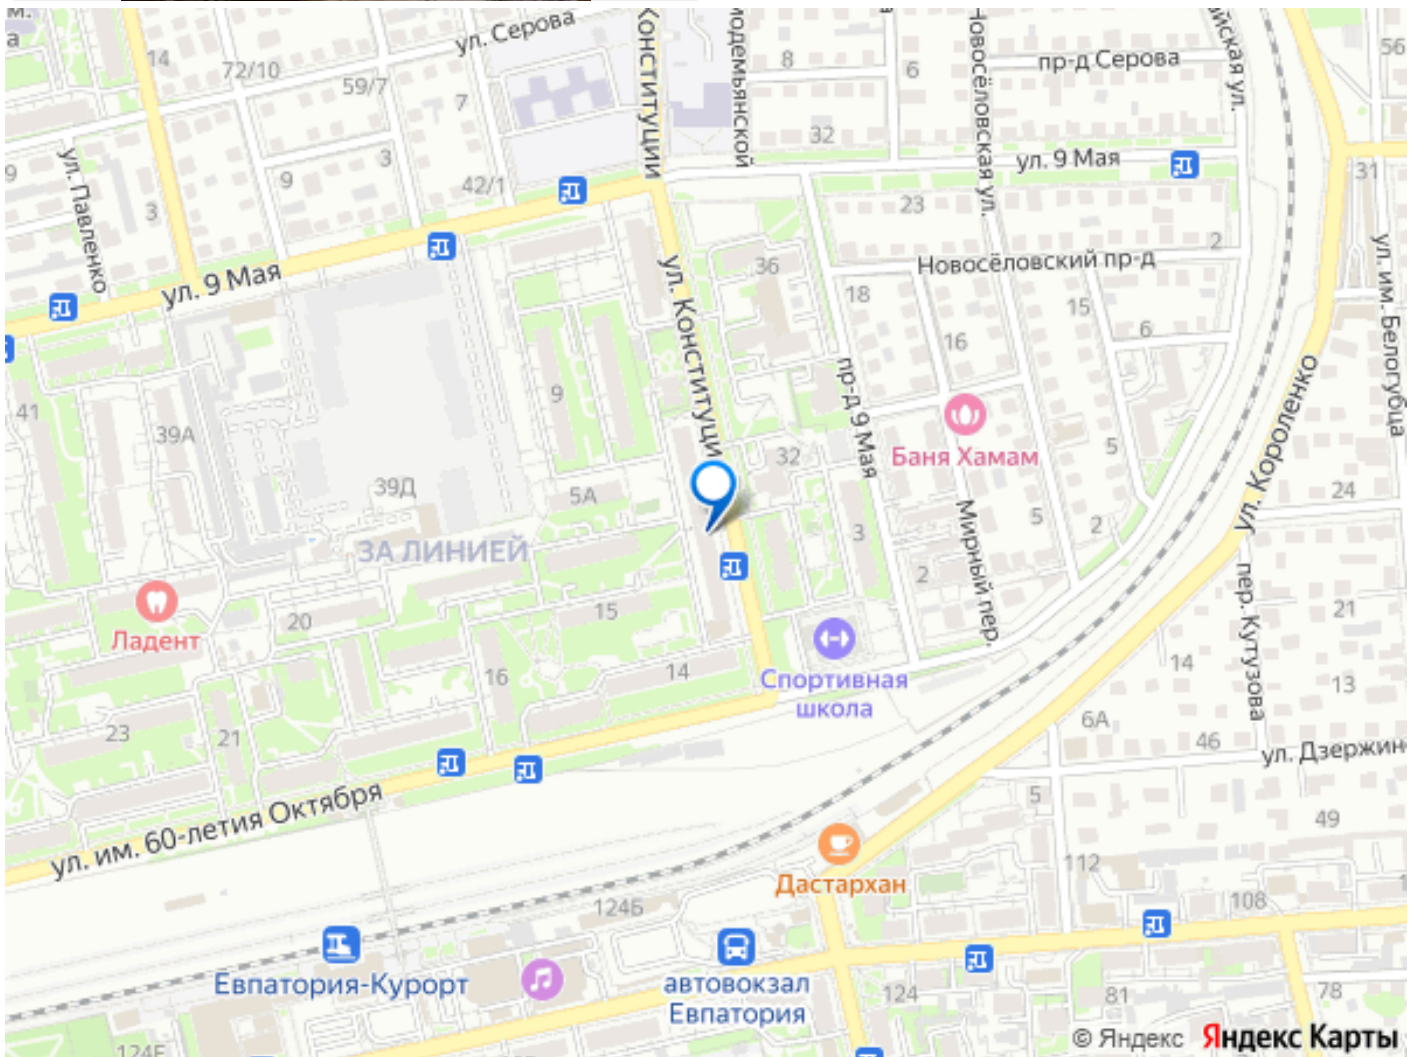 м.
а
ул. Серова
Конституции
модемьянской
Новосёловская ул.
пр-д Серова
йская ул.
56
14
72/10
59/7
7
8
6
32
ул. 9 Мая
31
9
ул. Павленко
3
9
3
42/1
23
2
ул. им. Белогубца
ул. 9 Мая
ул. Конституци
36
Новосёловский пр-д
18
15
6
16
41
39А
9
пр-д 9 Мая
Баня Хамам
5
ул. Короленко
24
39Д
5А
32
ЗА ЛИНИЕЙ
3
Мирный пер.
5
2
2
пер. Кутузова
21
Ладент
20
15
16
14
Спортивная
школа
14
13
23
21
6А
46
ул. Дзержин
ул. им. 60-летия Октября
5
49
Дастархан
112
108
1
124Б
Евпатория-Курорт
автовокзал
Евпатория
124
81
78
124Е
© Яндекс Яндекс Карты